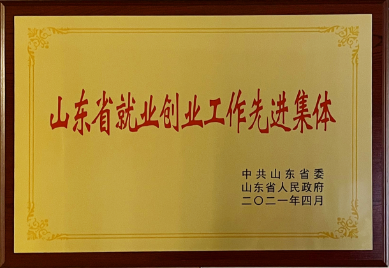 山东省就业创业工作先进集体
中共山东省委
山东省人民政府
二〇二一年四月